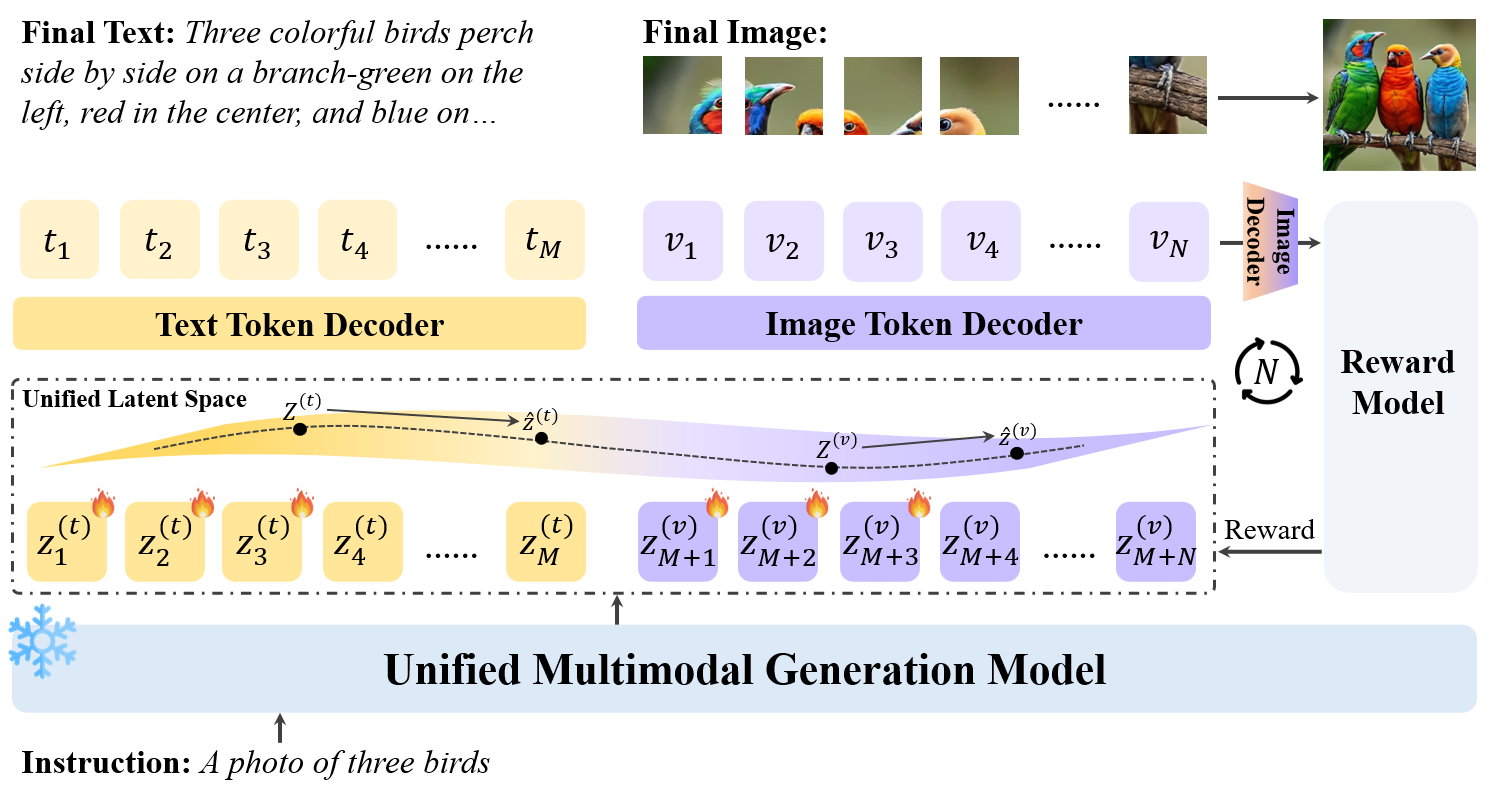 Final Text: Three colorful birds perch
side by side on a branch-green on the
left, red in the center, and blue on…
Final Image:
......
t_1 t_2 t_3 t_4 ...... t_M
v_1 v_2 v_3 v_4 ...... v_N
Image
Decoder
Text Token Decoder
Image Token Decoder
N
Reward
Model
Unified Latent Space
Z^{(t)} \hat{z}^{(t)} Z^{(v)} \hat{z}^{(v)}
z_1^{(t)} z_2^{(t)} z_3^{(t)} z_4^{(t)} ...... z_M^{(t)}
z_{M+1}^{(v)} z_{M+2}^{(v)} z_{M+3}^{(v)} z_{M+4}^{(v)} ...... z_{M+N}^{(v)}
Reward
Unified Multimodal Generation Model
Instruction: A photo of three birds